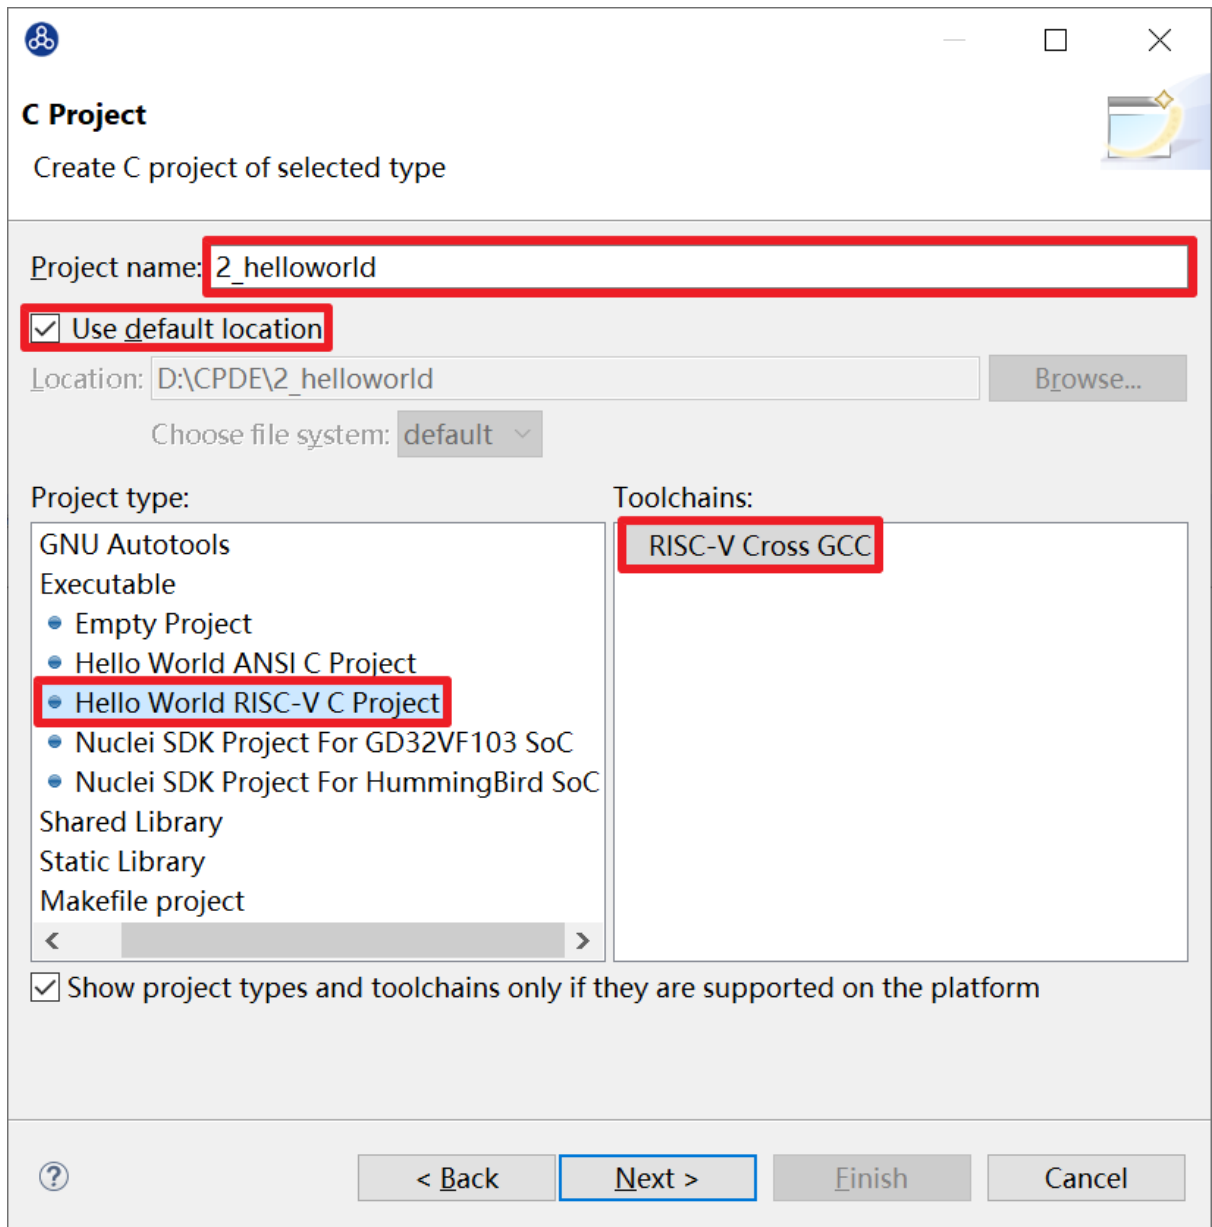 C Project
Create C project of selected type
Project name: 2_helloworld
Use default location
Location: D:\CPDE\2_helloworld Browse...
Choose file system: default
Project type: Toolchains:
GNU Autotools RISC-V Cross GCC
Executable
Empty Project
Hello World ANSI C Project
Hello World RISC-V C Project
Nuclei SDK Project For GD32VF103 SoC
Nuclei SDK Project For HummingBird SoC
Shared Library
Static Library
Makefile project
Show project types and toolchains only if they are supported on the platform
? < Back Next > Finish Cancel